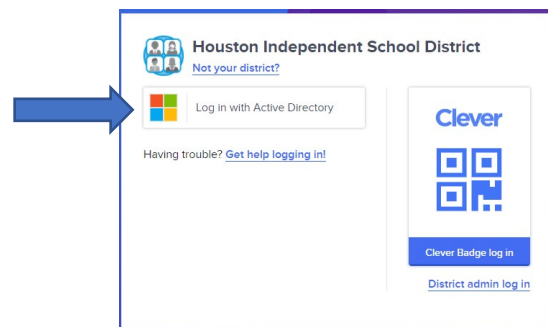 Houston Independent School District
Not your district?
Log in with Active Directory
Having trouble? Get help logging in!
Clever
Clever Badge log in
District admin log in